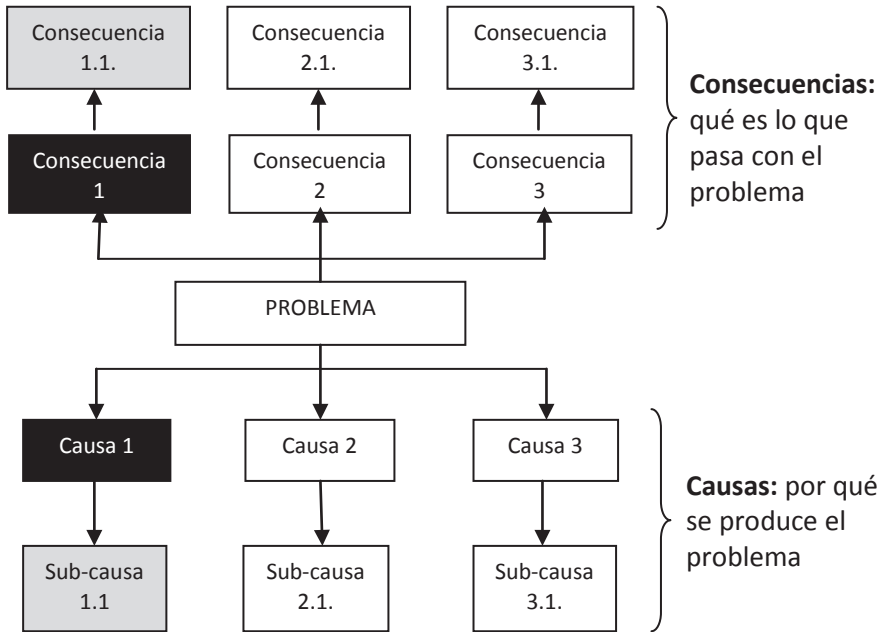 Consecuencia
1.1.
Consecuencia
2.1.
Consecuencia
3.1.
Consecuencia
1
Consecuencia
2
Consecuencia
3
Consecuencias:
qué es lo que
pasa con el
problema
PROBLEMA
Causa 1
Causa 2
Causa 3
Sub-causa
1.1
Sub-causa
2.1.
Sub-causa
3.1.
Causas: por qué
se produce el
problema